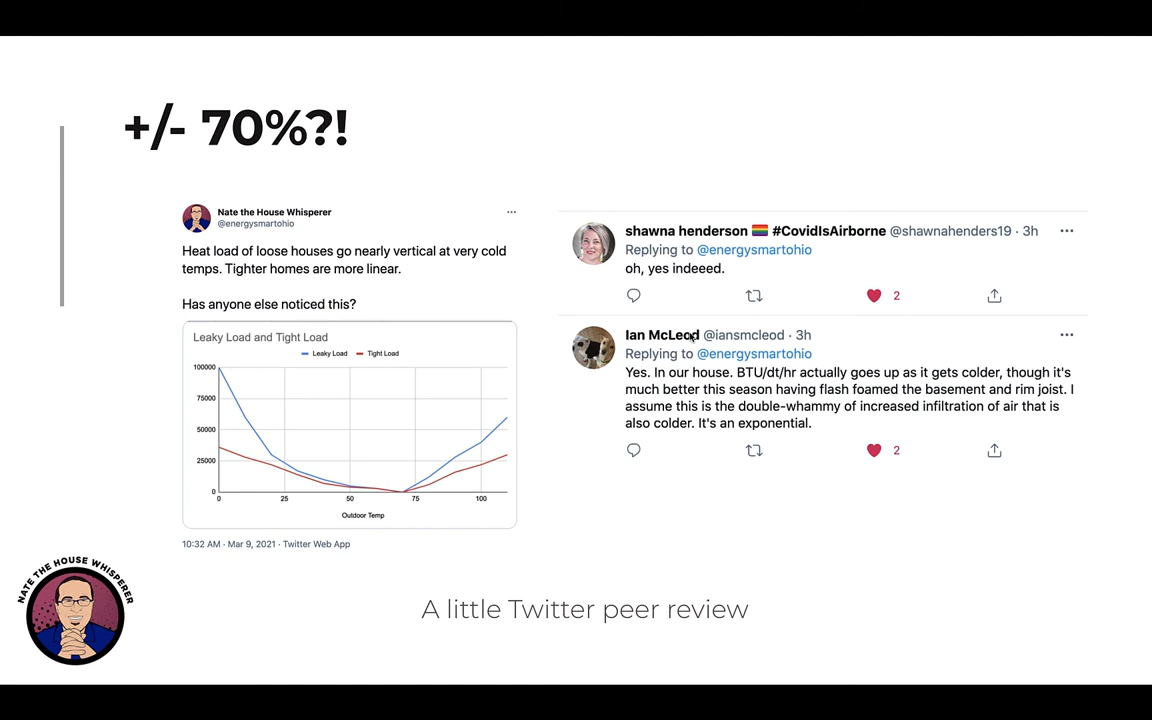 +/- 70%?!
Nate the House Whisperer
@energysmartohio
Heat load of loose houses go nearly vertical at very cold
temps. Tighter homes are more linear.
Has anyone else noticed this?
Leaky Load and Tight Load
Leaky Load Tight Load
100000
75000
50000
25000
0
0 25 50 75 100
Outdoor Temp
10:32 AM · Mar 9, 2021 · Twitter Web App
shawna henderson 🏳️‍🌈 #CovidIsAirborne @shawnahenders19 · 3h
Replying to @energysmartohio
oh, yes indeeed.
2
Ian McLeod @iansmcleod · 3h
Replying to @energysmartohio
Yes. In our house. BTU/dt/hr actually goes up as it gets colder, though it's
much better this season having flash foamed the basement and rim joist. I
assume this is the double-whammy of increased infiltration of air that is
also colder. It's an exponential.
2
NATE THE HOUSE WHISPERER
A little Twitter peer review